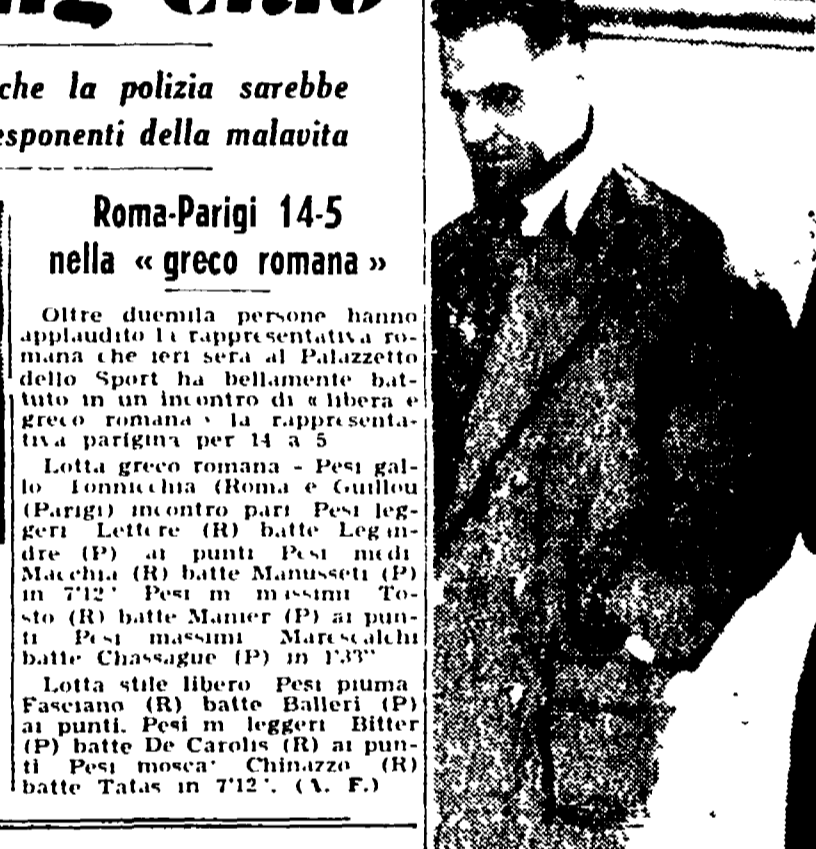 che la polizia sarebbe
esponenti della malavita
Roma-Parigi 14-5
nella « greco romana »
Oltre duemila persone hanno
applaudito la rappresentativa ro-
mana che ieri sera al Palazzetto
dello Sport ha bellamente bat-
tuto in un incontro di « libera e
greco romana » la rappresenta-
tiva parigina per 14 a 5
Lotta greco romana - Pesi gal-
lo Tonnicchia (Roma e Guillou
(Parigi) incontro pari Pesi leg-
geri Lettere (R) batte Legin-
dre (P) ai punti Pesi medi
Macchia (R) batte Manusseti (P)
in 7'12" Pesi m massimi To-
sto (R) batte Manier (P) ai pun-
ti Pesi massimi Marescalchi
batte Chassague (P) in 1'33"
Lotta stile libero Pesi piuma
Fasciano (R) batte Balleri (P)
ai punti. Pesi m leggeri Bitter
(P) batte De Carolis (R) ai pun-
ti Pesi mosca Chinazzo (R)
batte Tatas in 7'12". (A. F.)